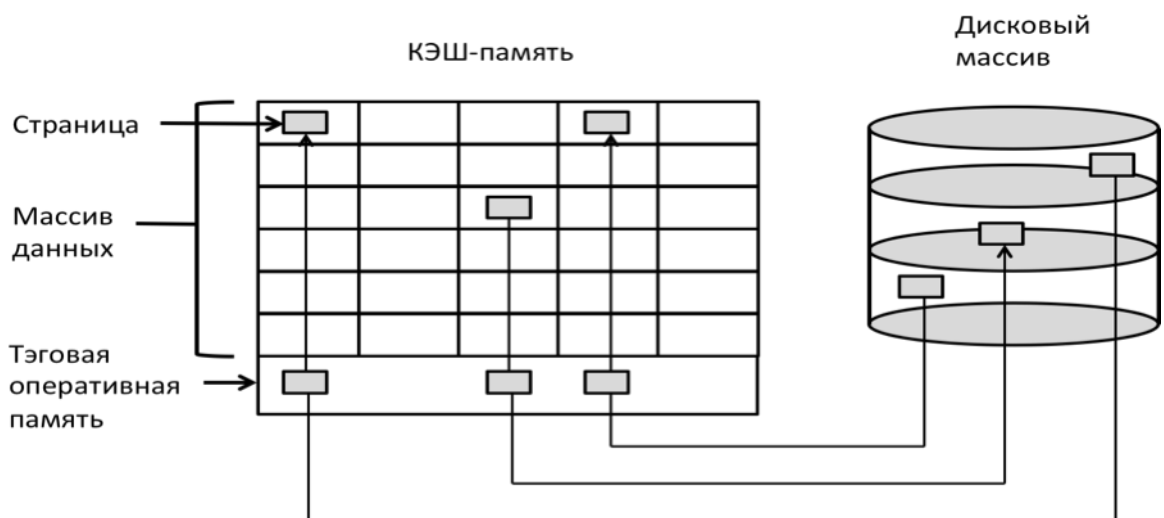 КЭШ-память
Дисковый
массив
Страница
Массив
данных
Тэговая
оперативная
память